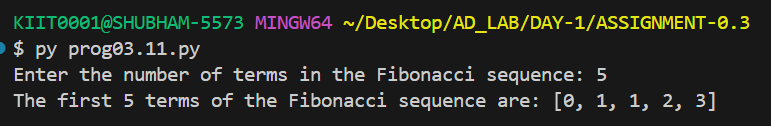 KIIT0001@SHUBHAM-5573 MINGW64 ~/Desktop/AD_LAB/DAY-1/ASSIGNMENT-0.3
$ py prog03.11.py
Enter the number of terms in the Fibonacci sequence: 5
The first 5 terms of the Fibonacci sequence are: [0, 1, 1, 2, 3]